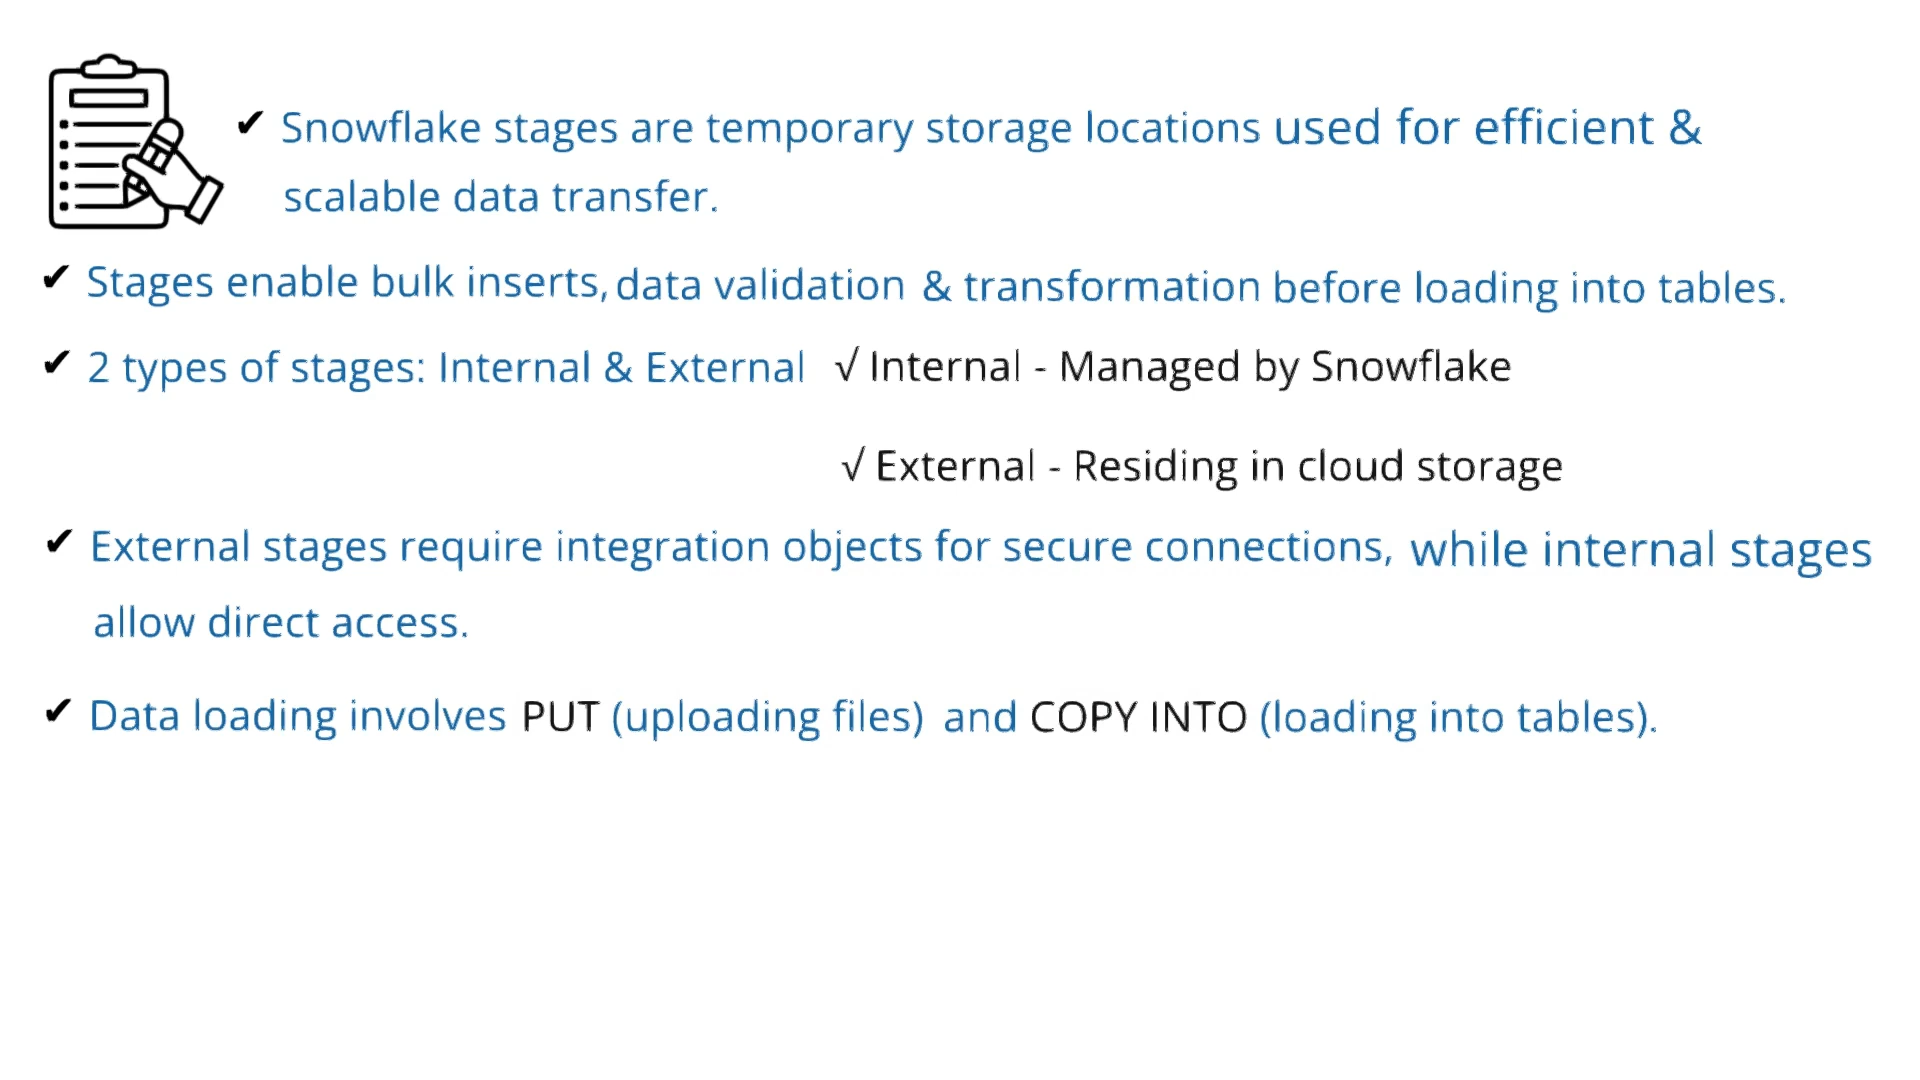 ✔ Snowflake stages are temporary storage locations used for efficient &
scalable data transfer.
✔ Stages enable bulk inserts, data validation & transformation before loading into tables.
✔ 2 types of stages: Internal & External √ Internal - Managed by Snowflake
√ External - Residing in cloud storage
✔ External stages require integration objects for secure connections, while internal stages
allow direct access.
✔ Data loading involves PUT (uploading files) and COPY INTO (loading into tables).